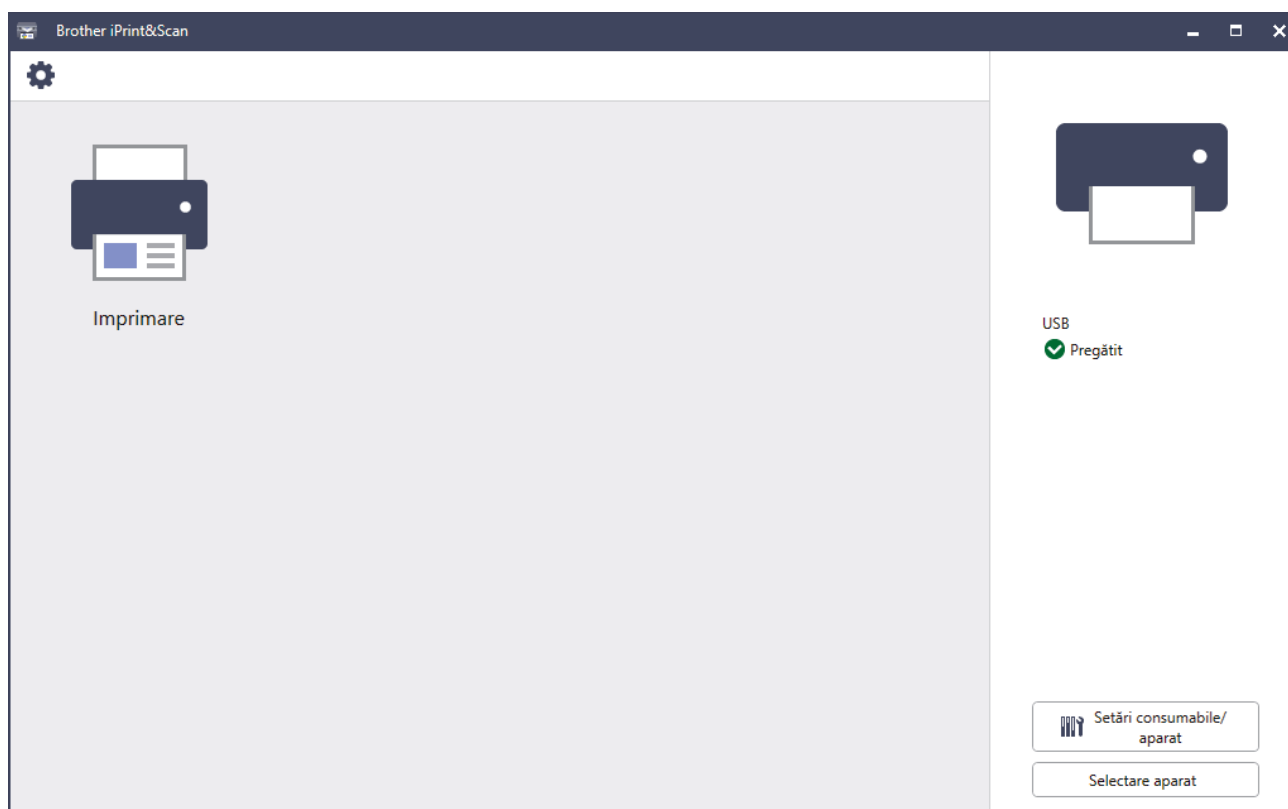 Brother iPrint&Scan
Imprimare
USB
Pregătit
Setări consumabile/
aparat
Selectare aparat